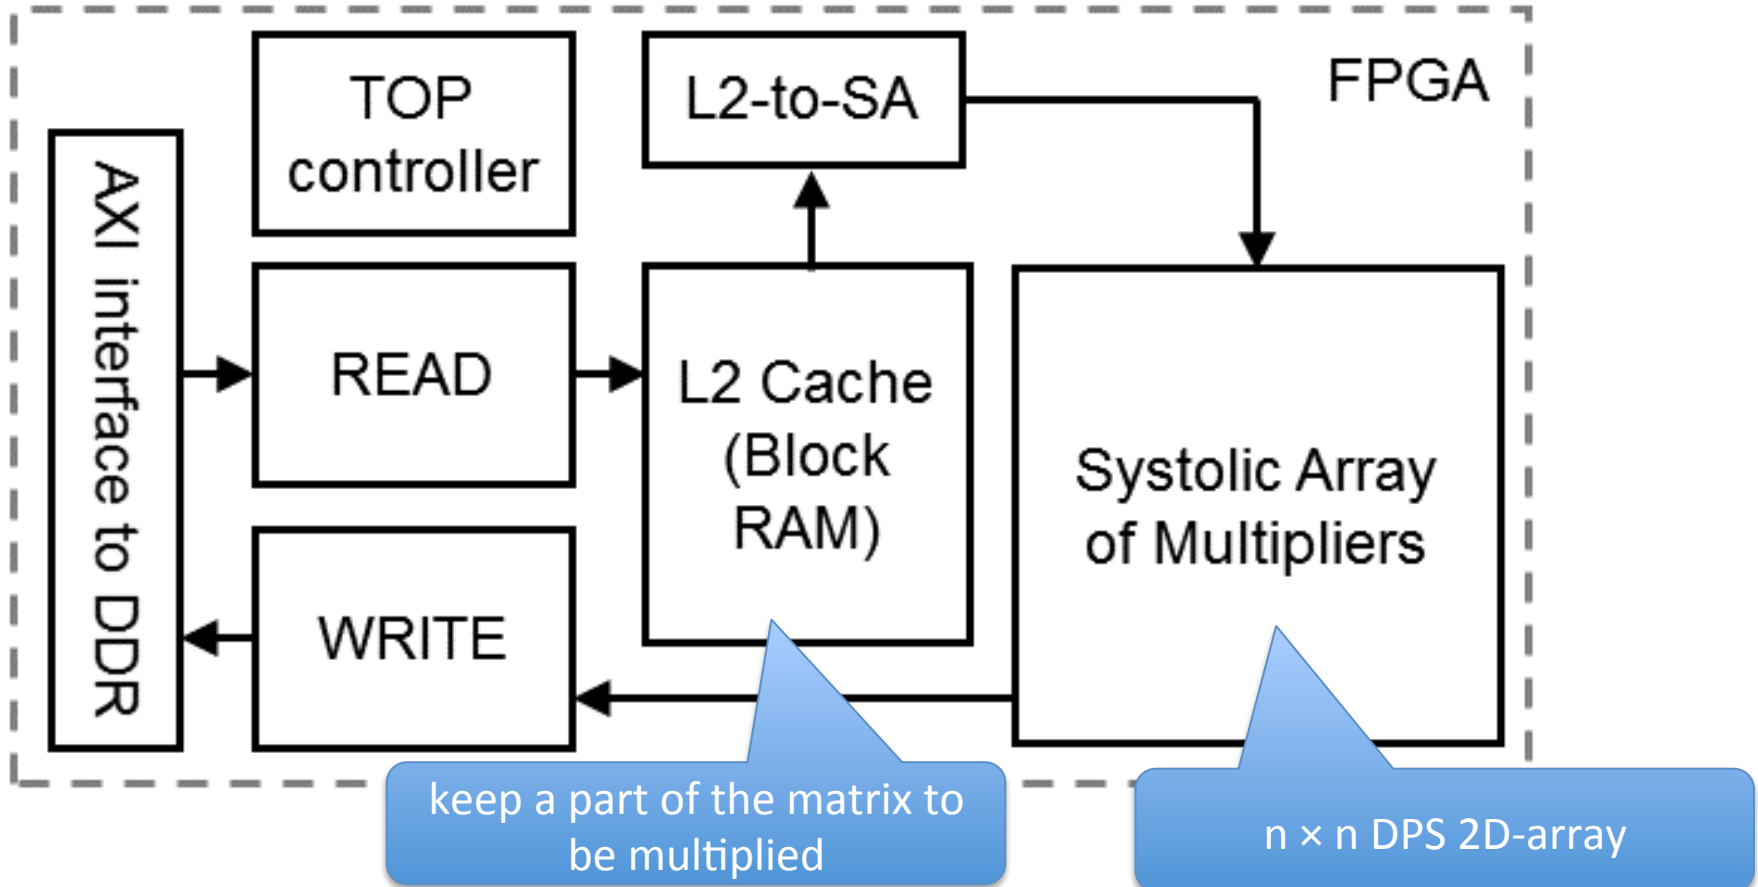 TOP
controller
L2-to-SA
FPGA
AXI interface to DDR
READ
L2 Cache
(Block
RAM)
Systolic Array
of Multipliers
WRITE
keep a part of the matrix to
be multiplied
n × n DPS 2D-array